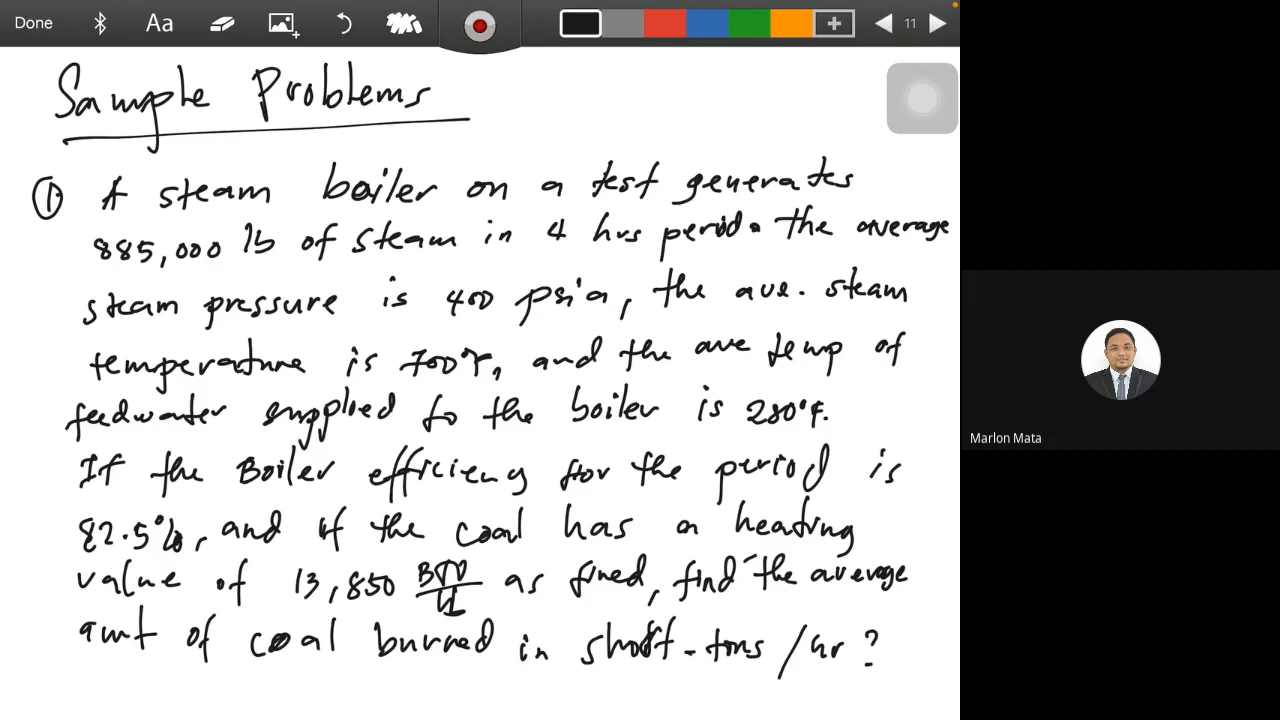 Done Aa 11
Sample Problems
① A steam boiler on a test generates
885,000 lb of steam in 4 hrs period. the average
steam pressure is 400 psia, the ave. steam
temperature is 700°F, and the ave temp of
feedwater supplied to the boiler is 280°F.
If the Boiler efficiency for the period is
82.5%, and if the coal has a heating
value of 13,850 BTU/lb as fired, find the average
amt of coal burned in short-tons/hr?
Marlon Mata